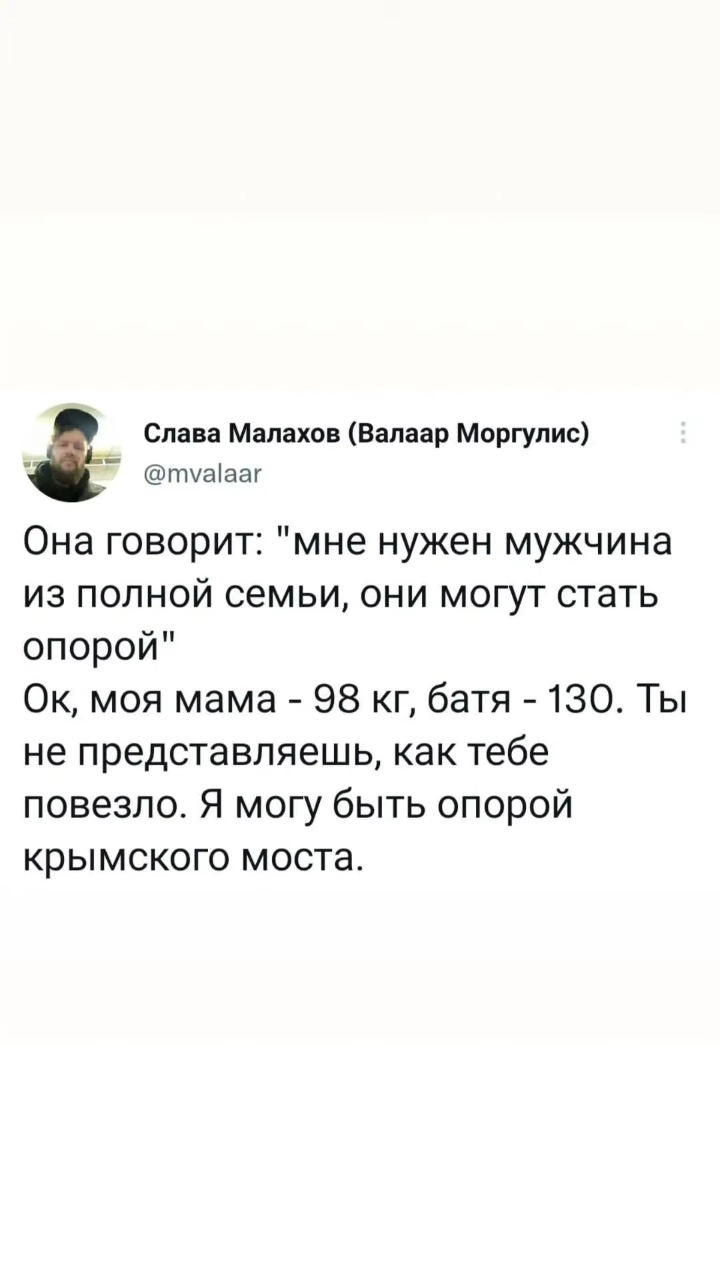 Слава Малахов (Валаар Моргулис)
@mvalaar
Она говорит: "мне нужен мужчина
из полной семьи, они могут стать
опорой"
Ок, моя мама - 98 кг, батя - 130. Ты
не представляешь, как тебе
повезло. Я могу быть опорой
крымского моста.